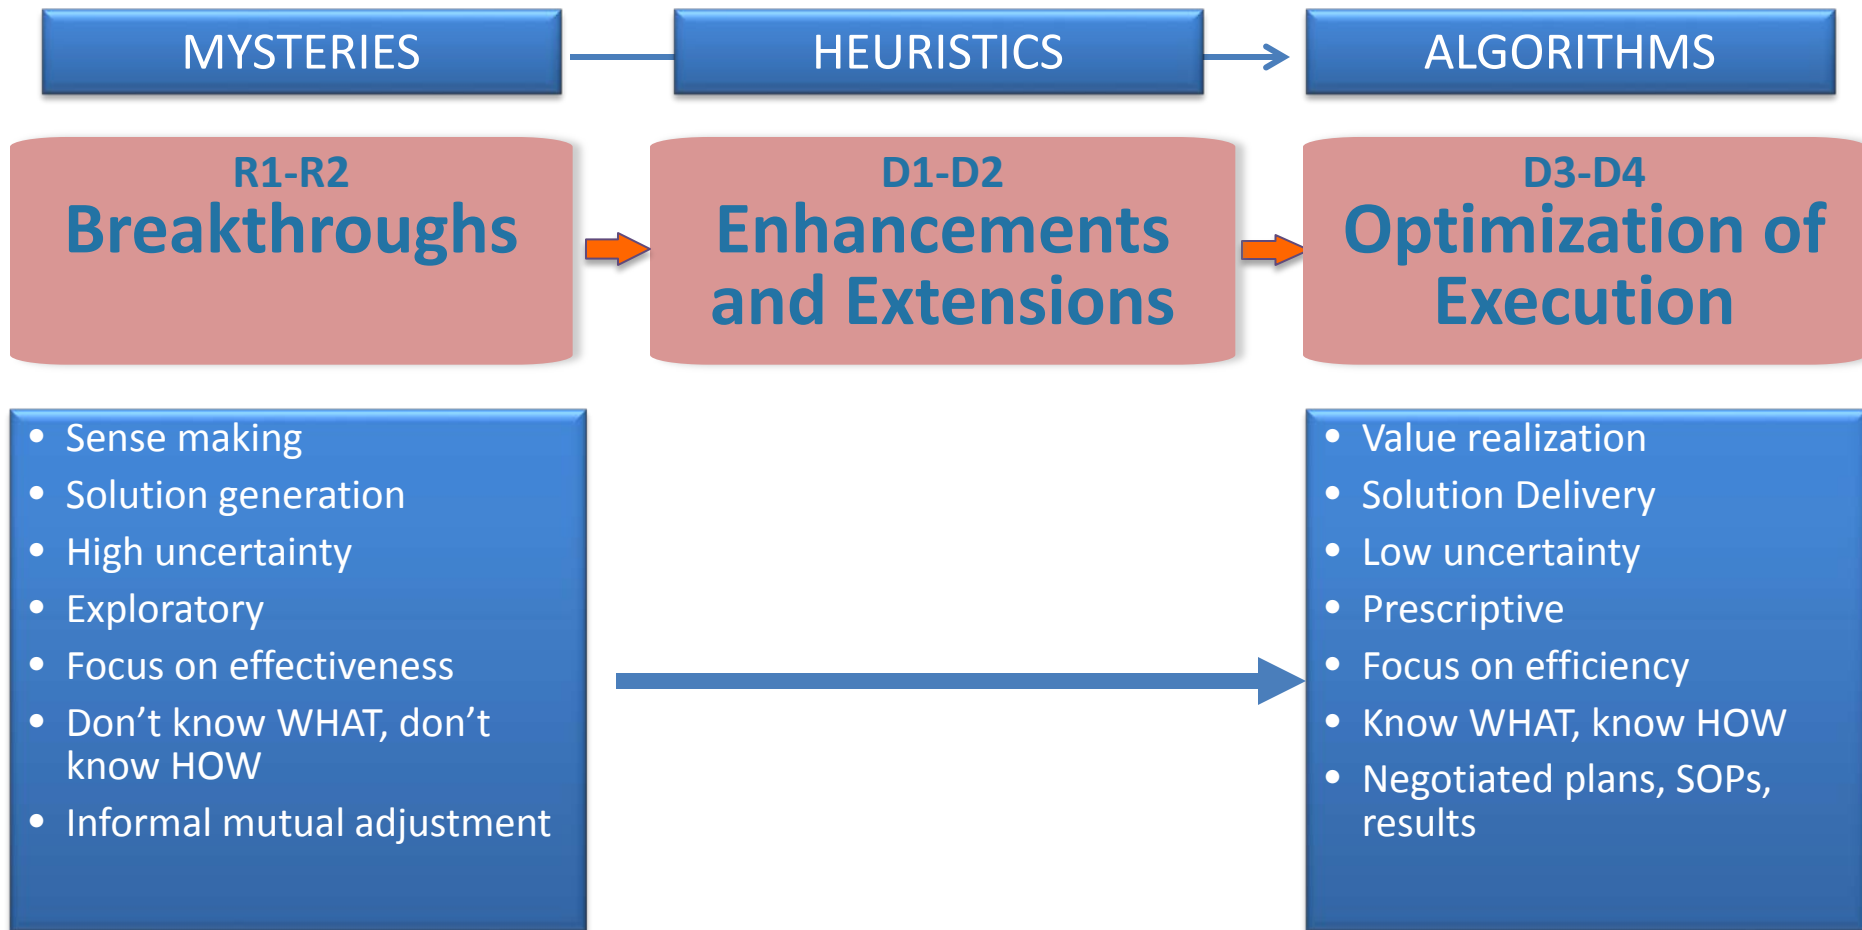 MYSTERIES
HEURISTICS
ALGORITHMS
R1-R2
Breakthroughs
D1-D2
Enhancements
and Extensions
D3-D4
Optimization of
Execution
• Sense making
• Solution generation
• High uncertainty
• Exploratory
• Focus on effectiveness
• Don’t know WHAT, don’t
know HOW
• Informal mutual adjustment
• Value realization
• Solution Delivery
• Low uncertainty
• Prescriptive
• Focus on efficiency
• Know WHAT, know HOW
• Negotiated plans, SOPs,
results